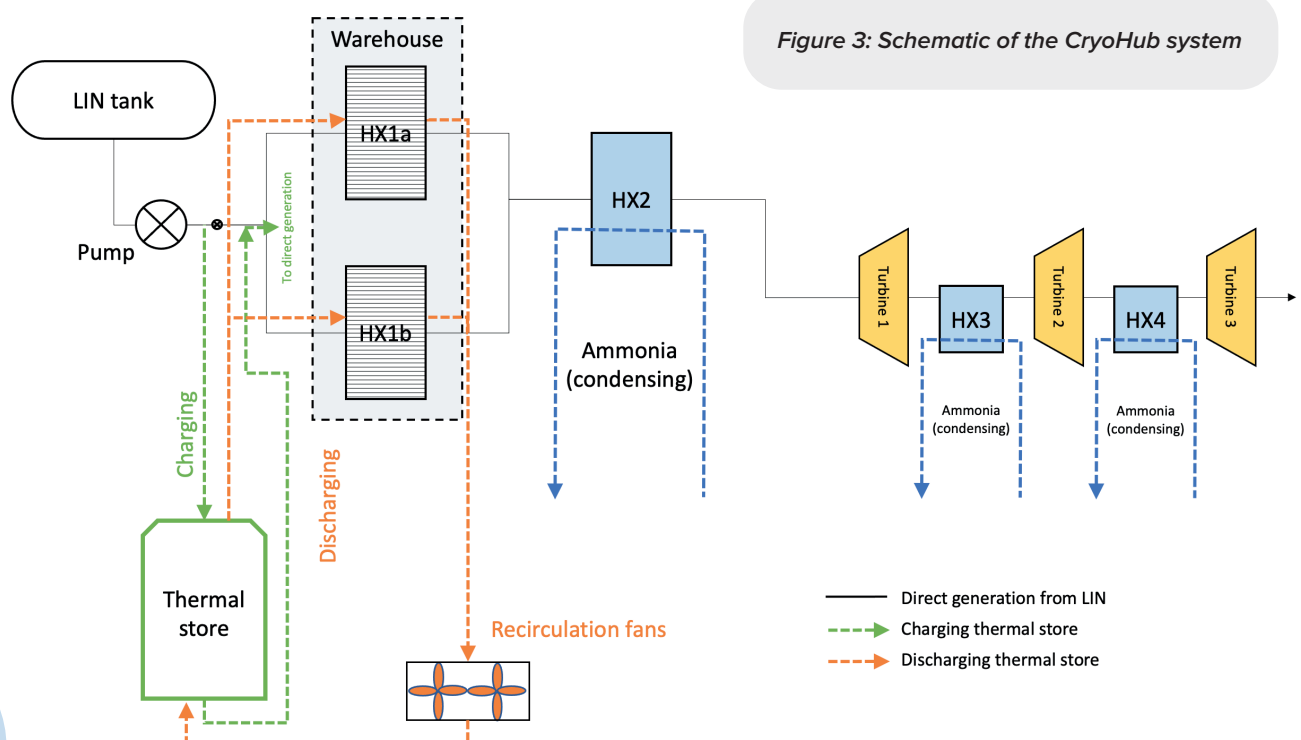 Figure 3: Schematic of the CryoHub system
Warehouse
LIN tank
HX1a
HX2
To direct generation
Pump
Turbine 1
HX3
Turbine 2
HX4
Turbine 3
HX1b
Ammonia
(condensing)
Ammonia
(condensing)
Ammonia
(condensing)
Charging
Discharging
Thermal
store
Recirculation fans
Direct generation from LIN
Charging thermal store
Discharging thermal store